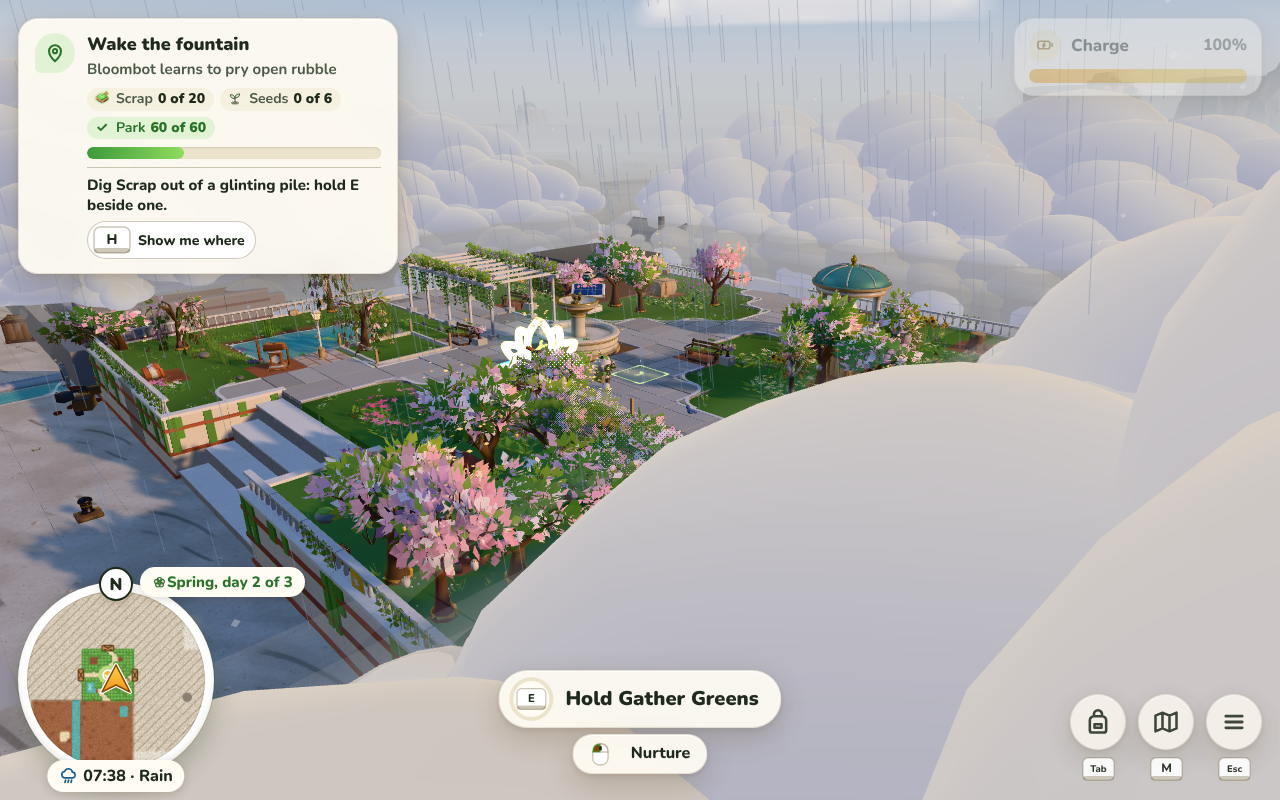 Wake the fountain
Bloombot learns to pry open rubble
Scrap 0 of 20 Seeds 0 of 6
Park 60 of 60
Dig Scrap out of a glinting pile: hold E
beside one.
H Show me where
Charge 100%
N Spring, day 2 of 3
07:38 · Rain
E Hold Gather Greens
Nurture
Tab M Esc